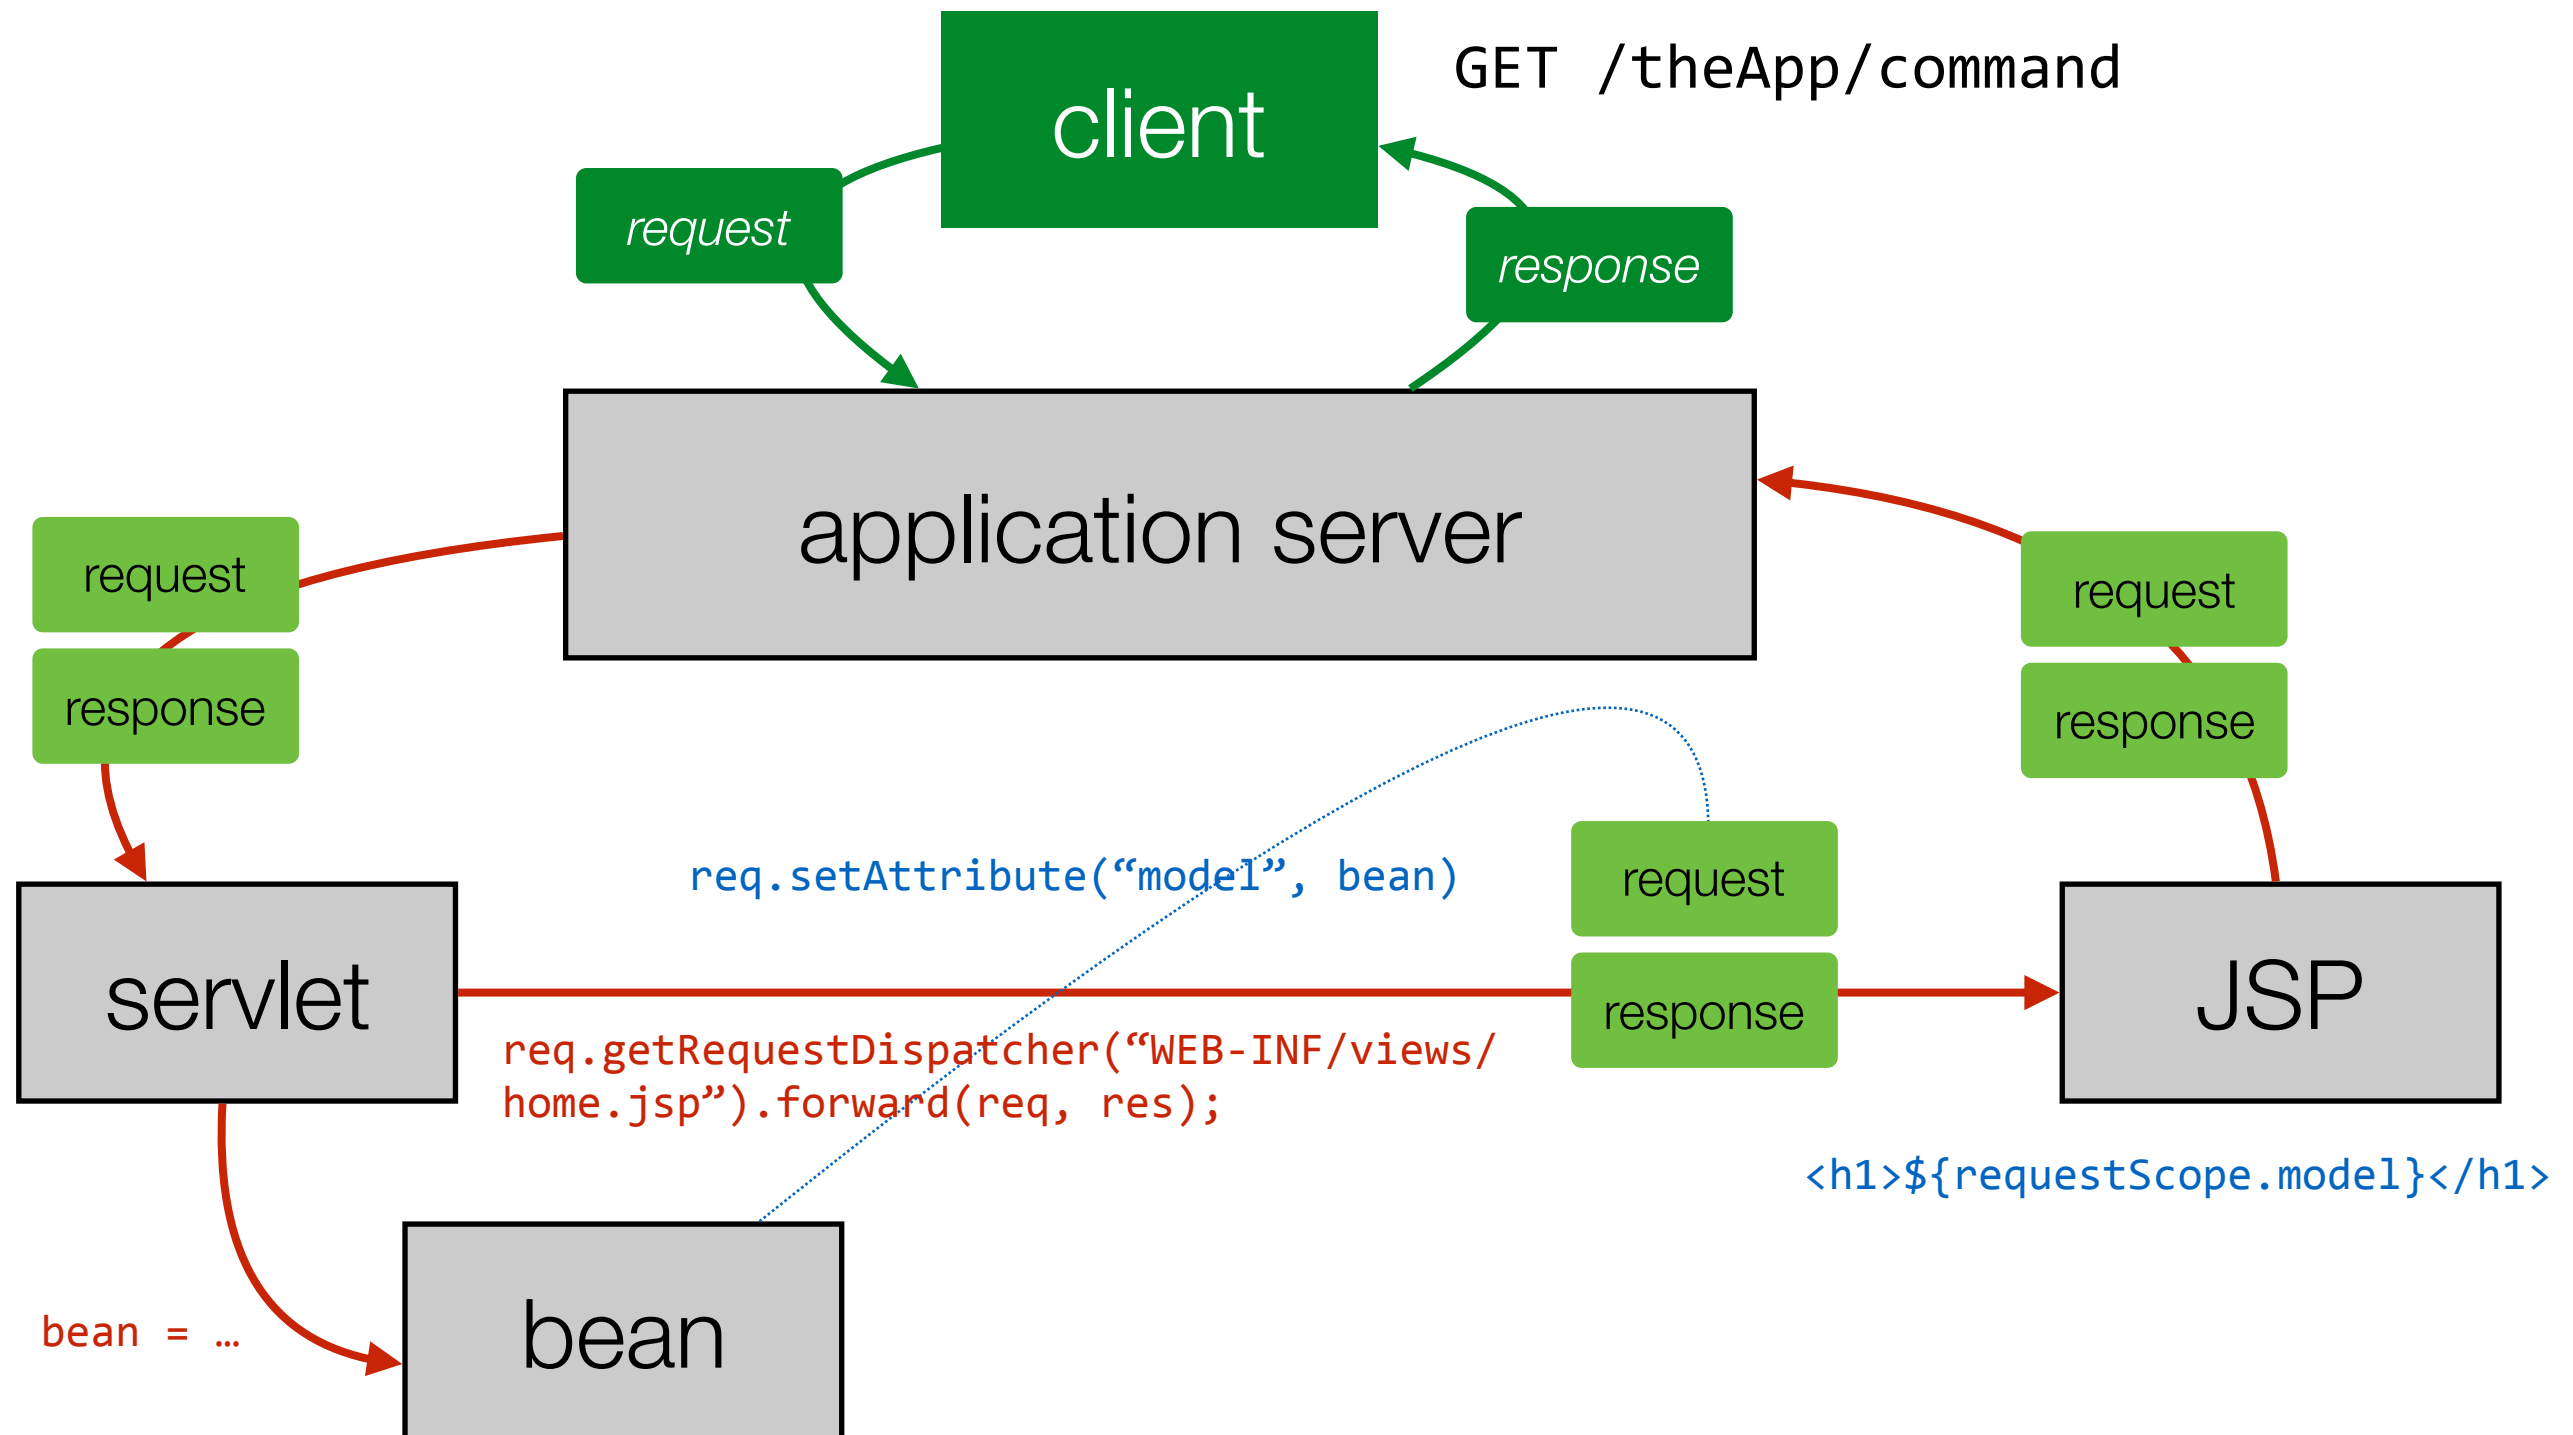 GET /theApp/command
client
request
response
application server
request
response
request
response
req.setAttribute(“model”, bean)
request
response
servlet
JSP
req.getRequestDispatcher(“WEB-INF/views/
home.jsp”).forward(req, res);
<h1>${requestScope.model}</h1>
bean = …
bean